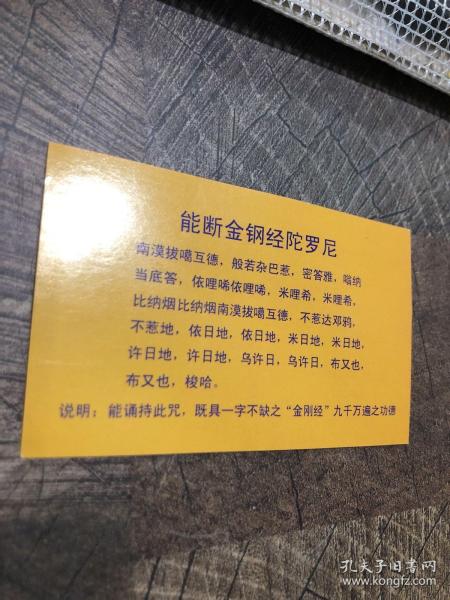 能断金钢经陀罗尼
南漠拔噶互德，般若杂巴惹，密答雅，嗡纳
当底答，依哩唏依哩唏，米哩希，米哩希，
比纳烟比纳烟南漠拔噶互德，不惹达邓鸦，
不惹地，依日地，依日地，米日地，米日地，
许日地，许日地，乌许日，乌许日，布又也，
布又也，梭哈。
说明：能诵持此咒，既具一字不缺之“金刚经”九千万遍之功德
孔夫子旧书网
www.kongfz.com